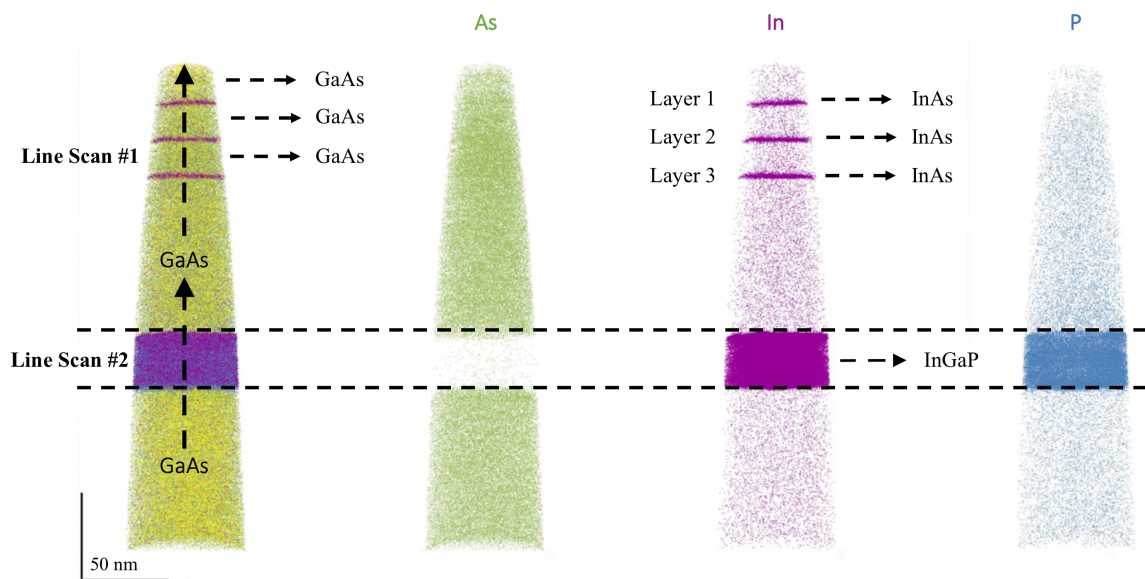 As
In
P
GaAs
GaAs
GaAs
Line Scan #1
Layer 1
InAs
Layer 2
InAs
Layer 3
InAs
GaAs
Line Scan #2
InGaP
GaAs
50 nm